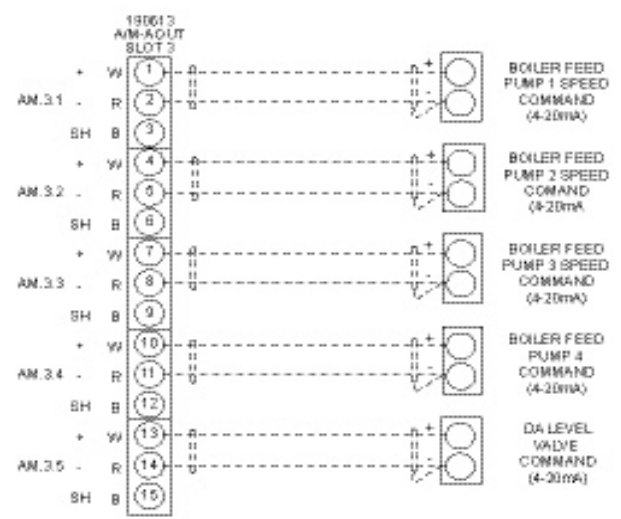 190613
A/M-AOUT
SLOT 3
+ W 1
AM.3.1 - R 2
SH B 3
+ -
BOILER FEED
PUMP 1 SPEED
COMMAND
(4-20mA)
+ W 4
AM.3.2 - R 5
SH B 6
+ -
BOILER FEED
PUMP 2 SPEED
COMAND
(4-20mA
+ W 7
AM.3.3 - R 8
SH B 9
+ -
BOILER FEED
PUMP 3 SPEED
COMMAND
(4-20mA)
+ W 10
AM.3.4 - R 11
SH B 12
+ -
BOILER FEED
PUMP 4
COMMAND
(4-20mA)
+ W 13
AM.3.5 - R 14
SH B 15
+ -
DA LEVEL
VALVE
COMMAND
(4-20mA)